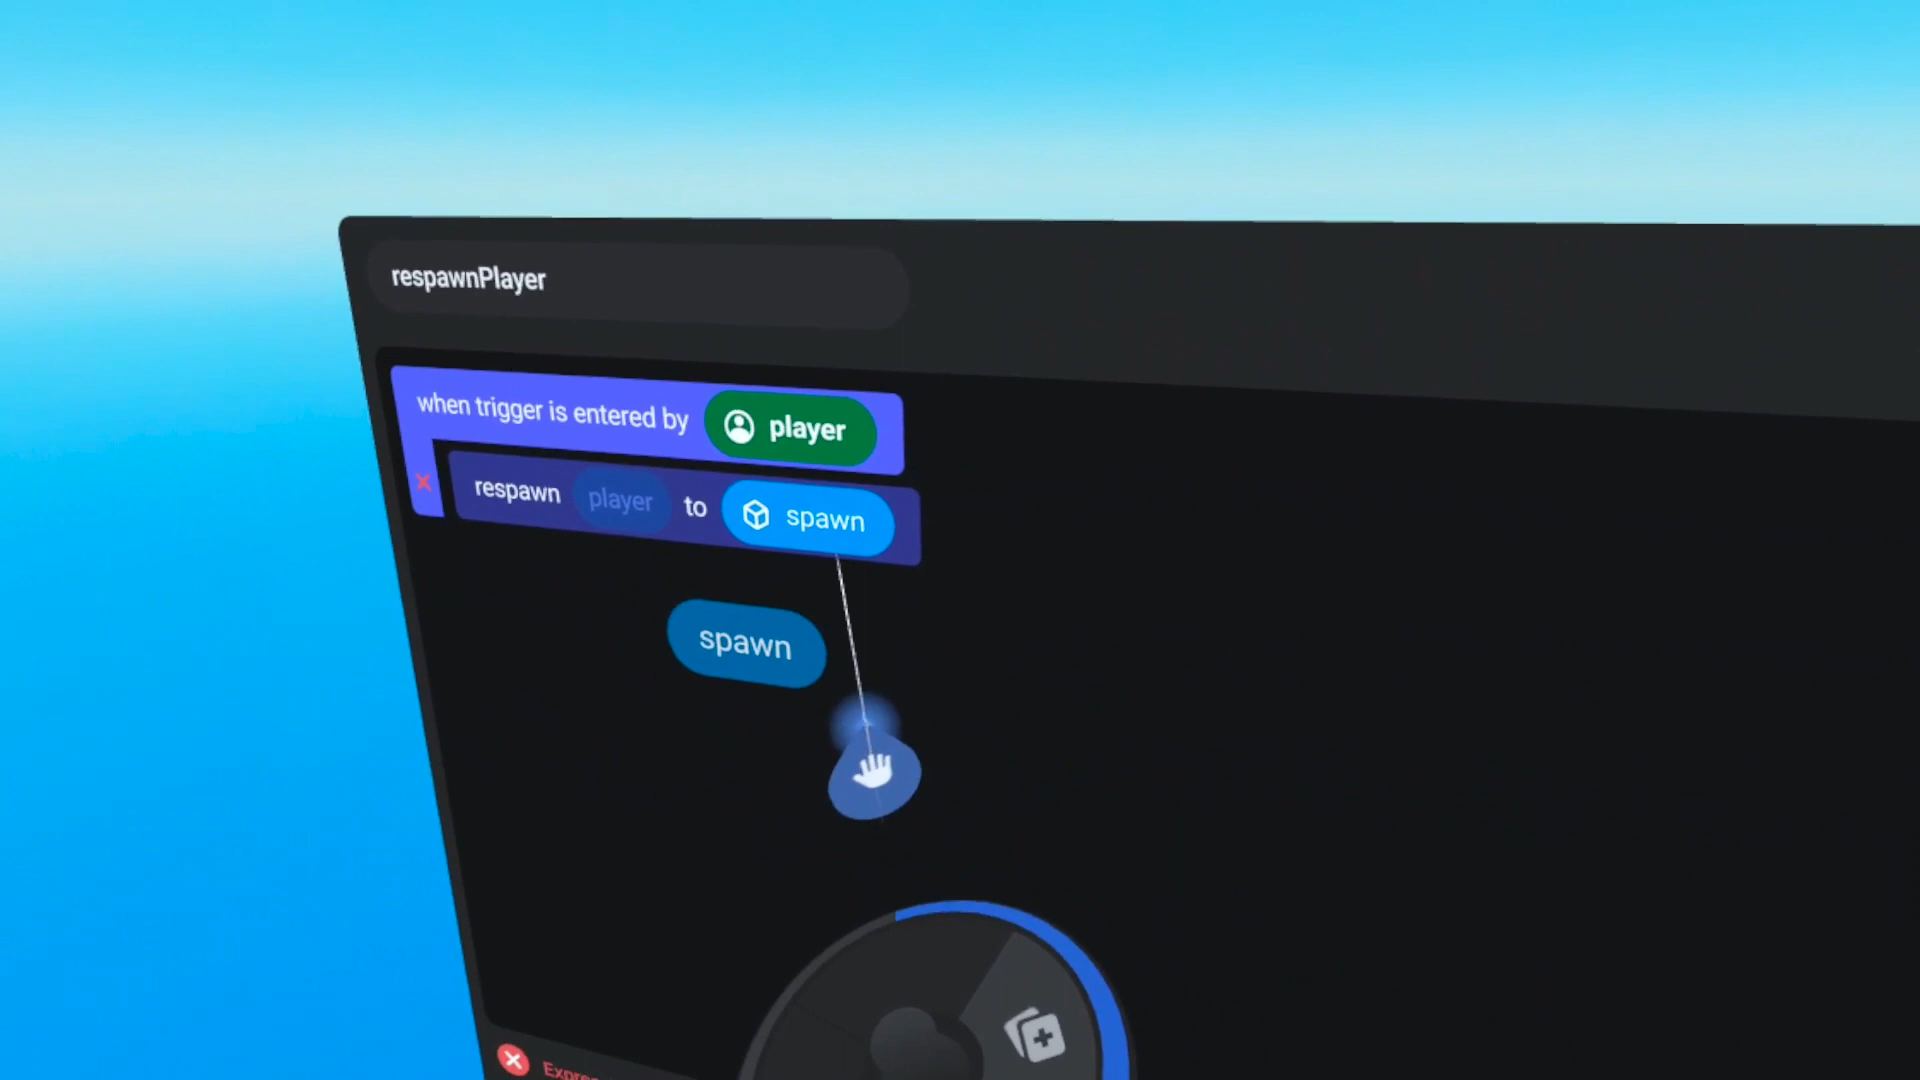 respawnPlayer
when trigger is entered by player
respawn player to spawn
spawn